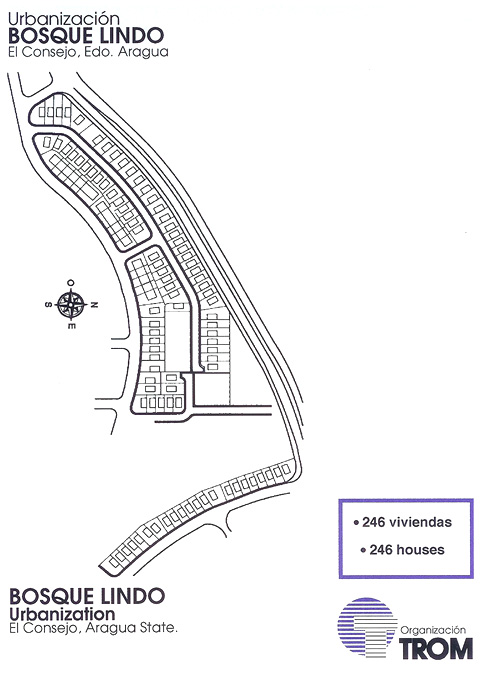 Urbanización
BOSQUE LINDO
El Consejo, Edo. Aragua
O
S
N
E
• 246 viviendas
• 246 houses
BOSQUE LINDO
Urbanization
El Consejo, Aragua State.
Organización
TROM